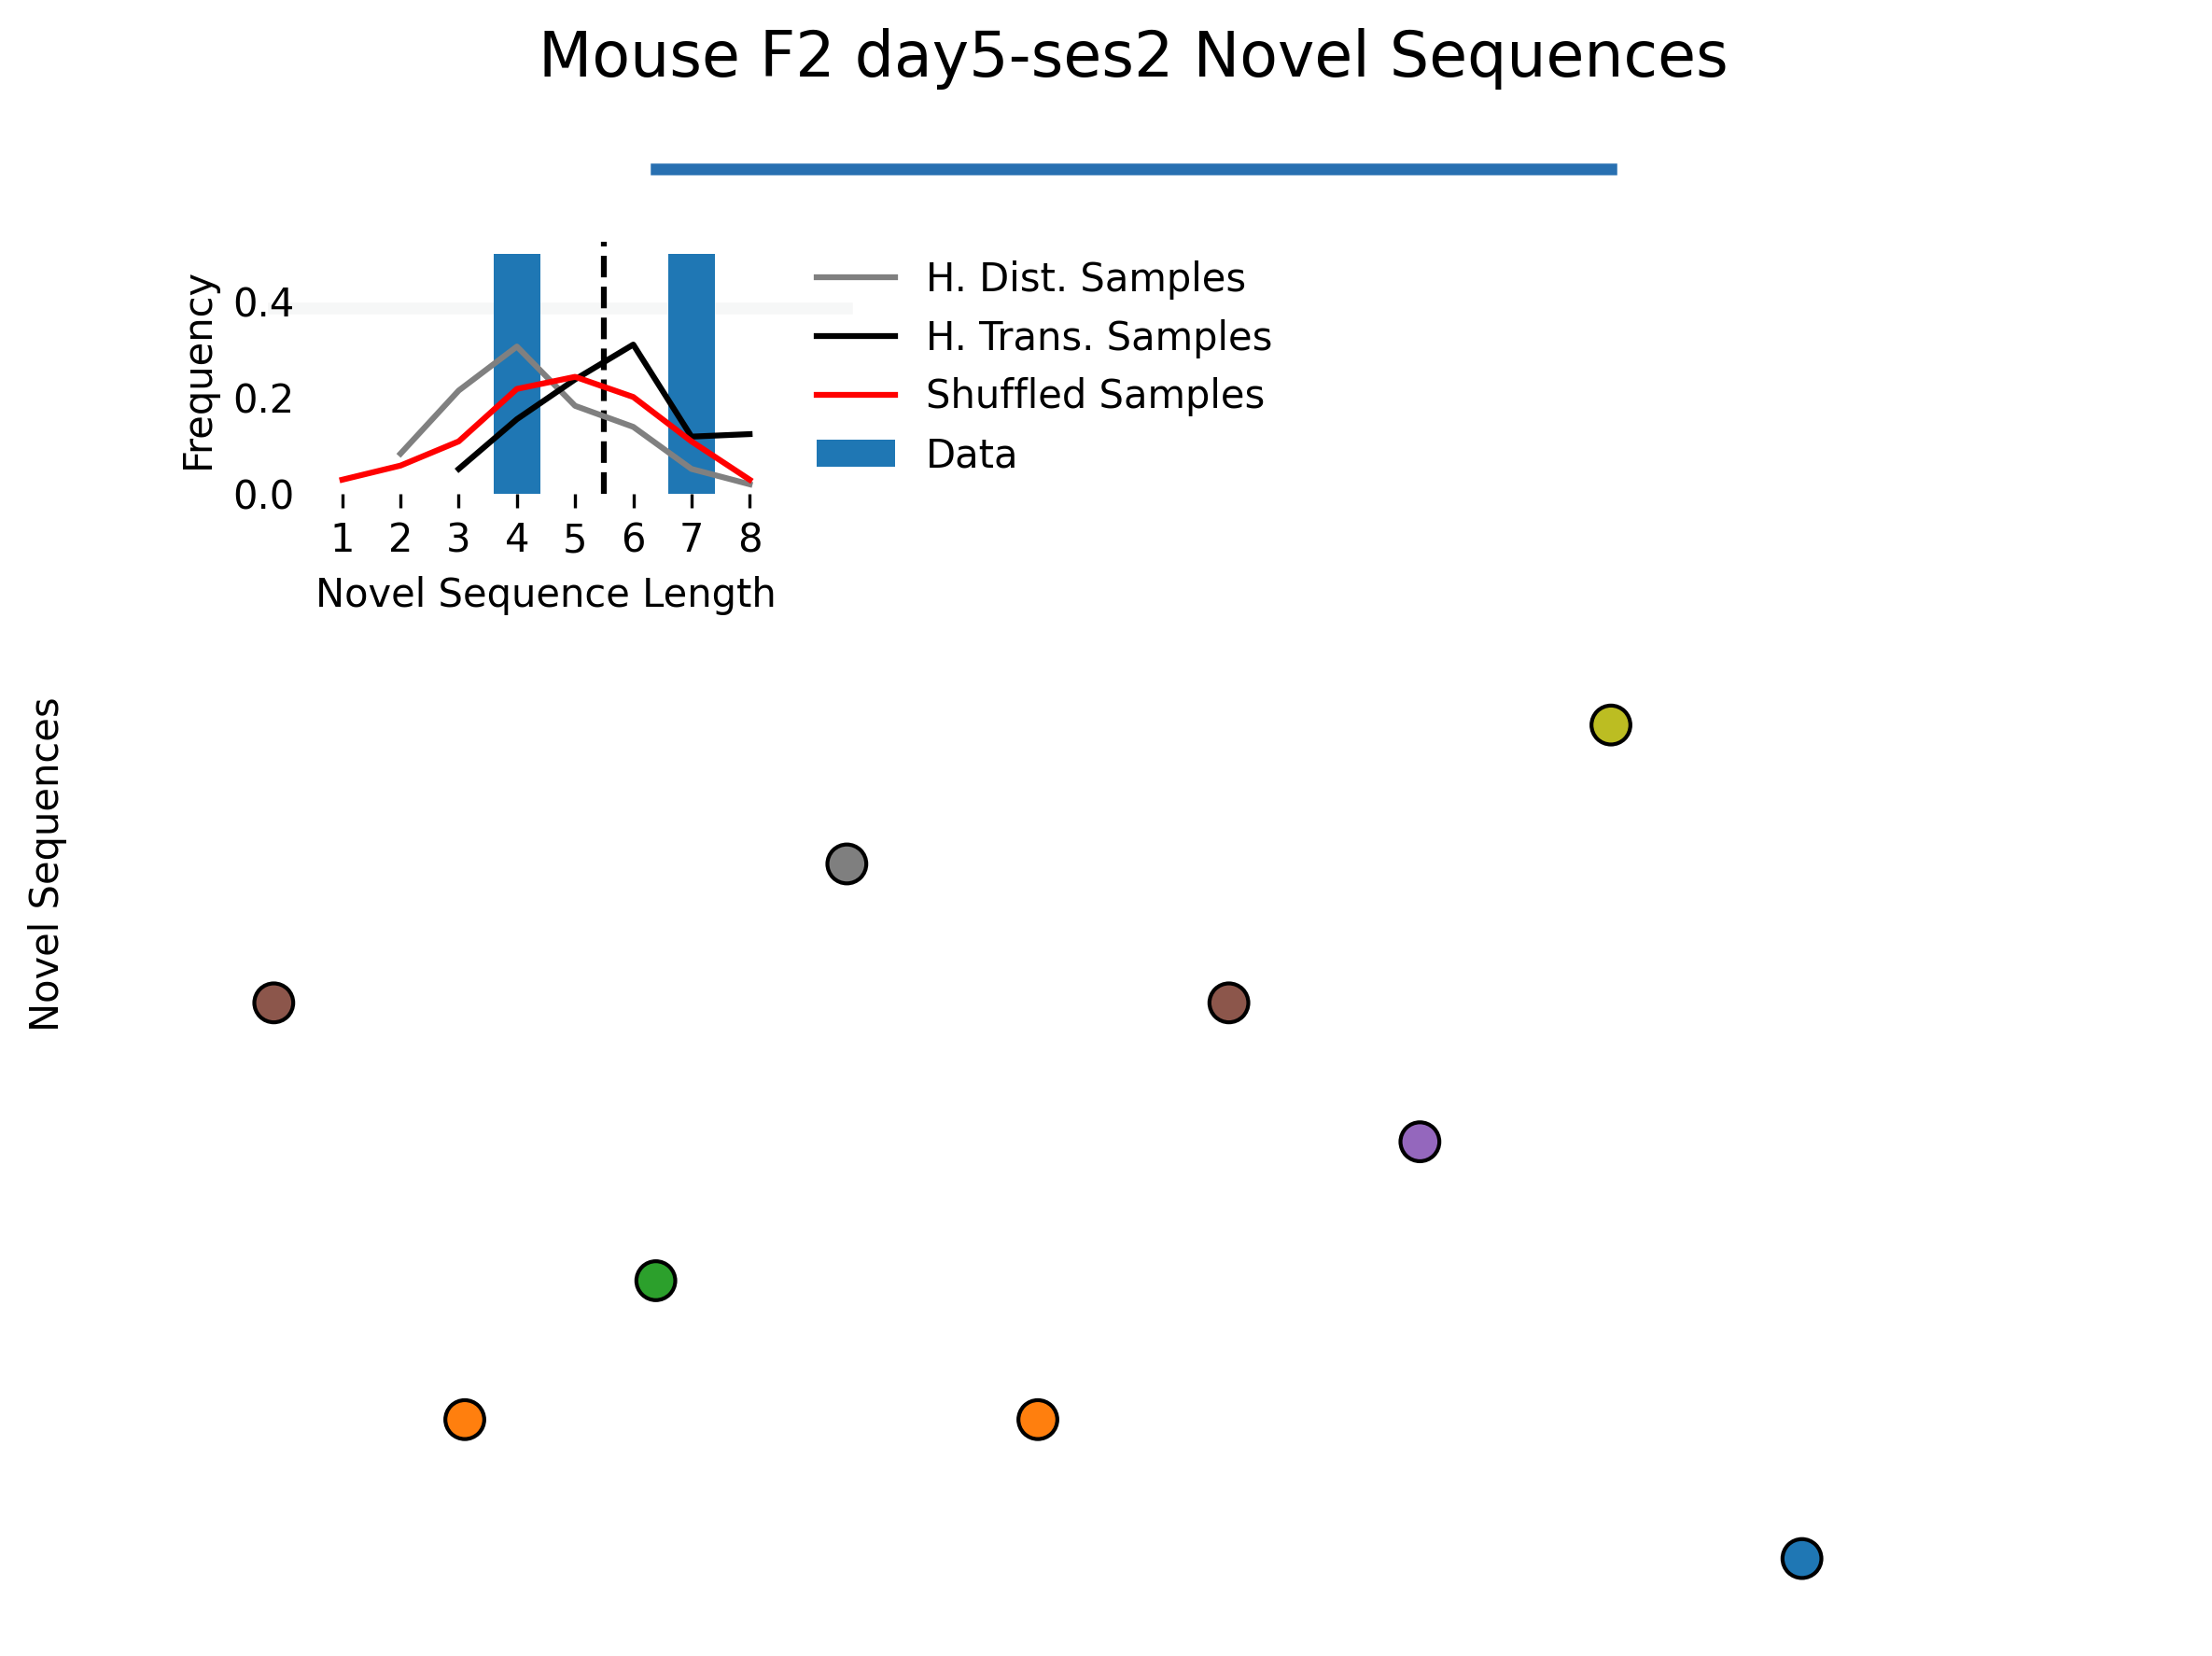 Mouse F2 day5-ses2 Novel Sequences
Frequency
0.4
0.2
0.0
1 2 3 4 5 6 7 8
Novel Sequence Length
H. Dist. Samples
H. Trans. Samples
Shuffled Samples
Data
Novel Sequences